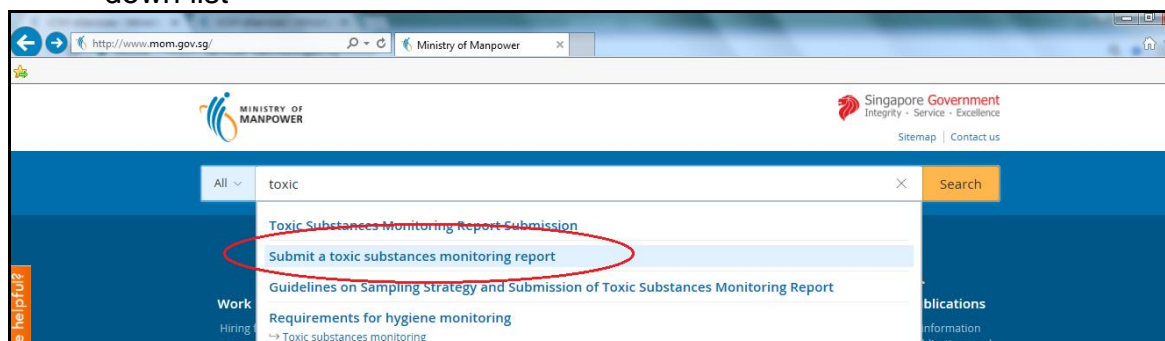 down list
http://www.mom.gov.sg/
Ministry of Manpower
MINISTRY OF
MANPOWER
Singapore Government
Integrity · Service · Excellence
Sitemap | Contact us
All
toxic
Search
Toxic Substances Monitoring Report Submission
Submit a toxic substances monitoring report
Guidelines on Sampling Strategy and Submission of Toxic Substances Monitoring Report
Requirements for hygiene monitoring
↪ Toxic substances monitoring
Work
Hiring
blications
nformation
e helpful?